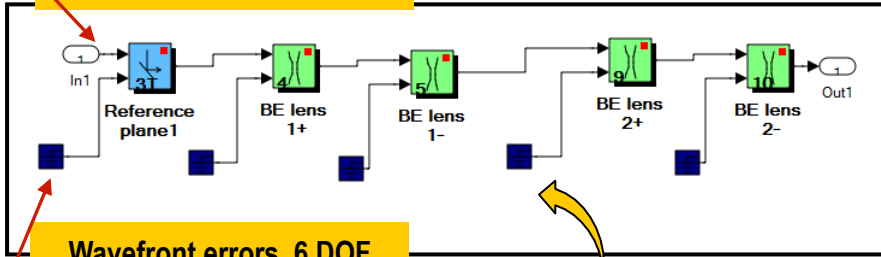 1
In1
3T
Reference
plane1
4
BE lens
1+
5
BE lens
1-
9
BE lens
2+
10
BE lens
2-
1
Out1
Wavefront errors, 6 DOF